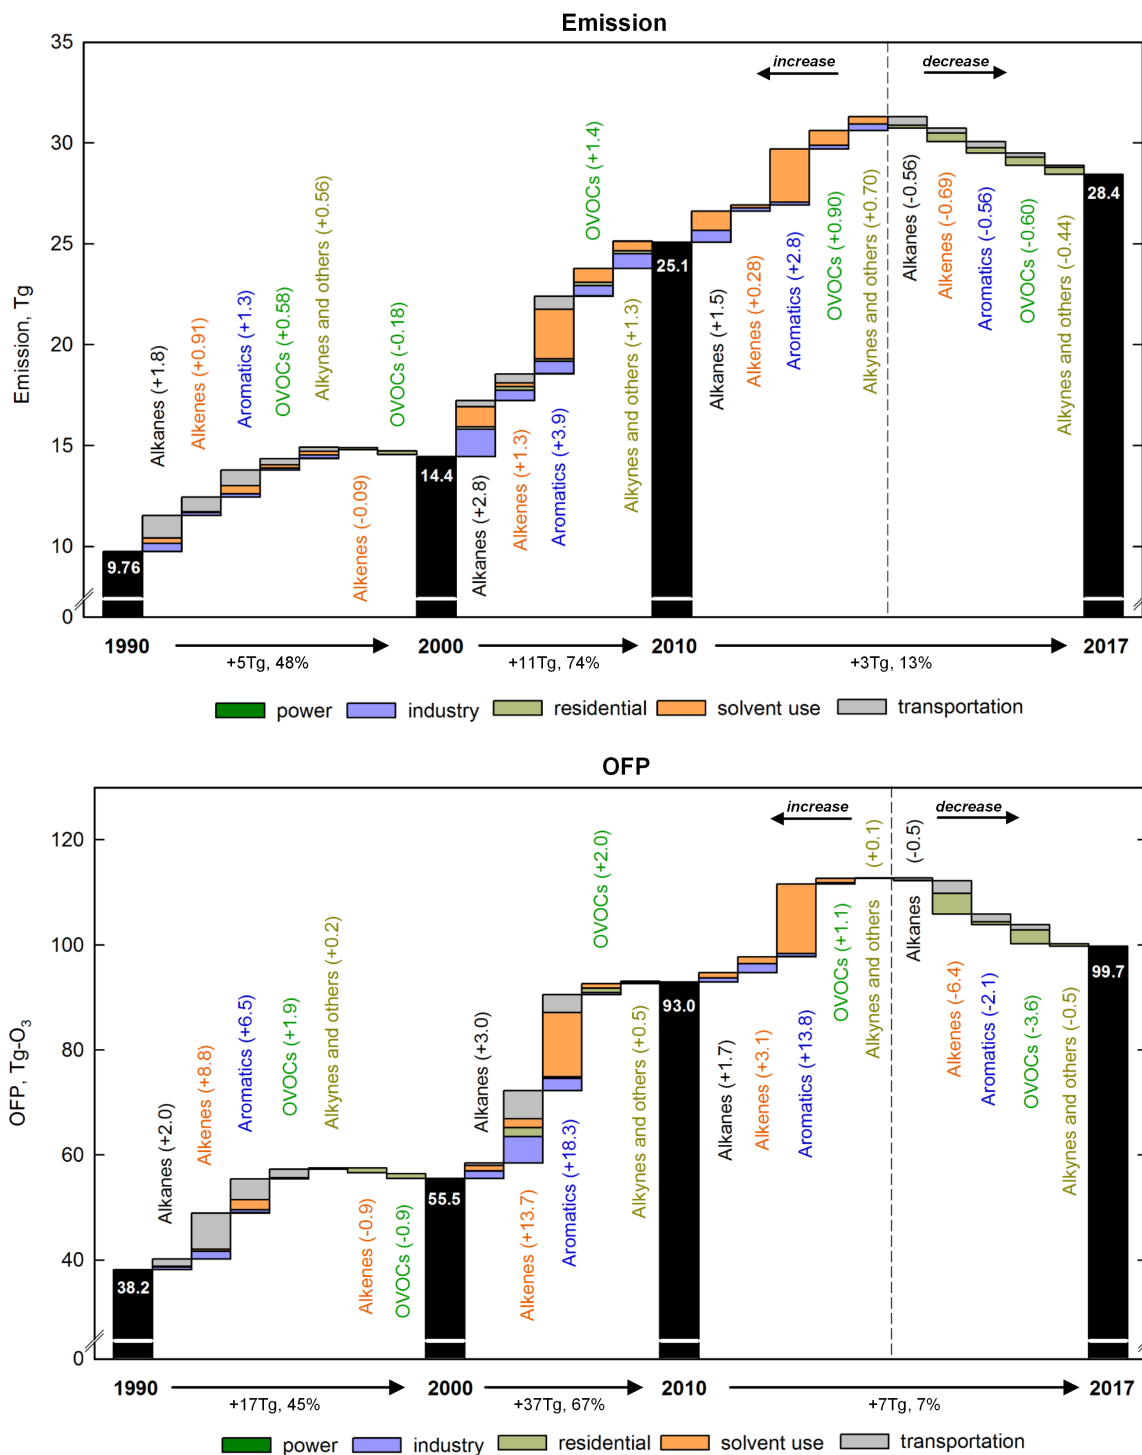 Emission
35
30
25
20
15
10
0
Emission, Tg
increase
decrease
9.76
Alkanes (+1.8)
Alkenes (+0.91)
Aromatics (+1.3)
OVOCs (+0.58)
Alkynes and others (+0.56)
Alkenes (-0.09)
OVOCs (-0.18)
14.4
Alkanes (+2.8)
Alkenes (+1.3)
Aromatics (+3.9)
OVOCs (+1.4)
Alkynes and others (+1.3)
25.1
Alkanes (+1.5)
Alkenes (+0.28)
Aromatics (+2.8)
OVOCs (+0.90)
Alkynes and others (+0.70)
Alkanes (-0.56)
Alkenes (-0.69)
Aromatics (-0.56)
OVOCs (-0.60)
Alkynes and others (-0.44)
28.4
1990
2000
2010
2017
+5Tg, 48%
+11Tg, 74%
+3Tg, 13%
power
industry
residential
solvent use
transportation
OFP
120
100
80
60
40
0
OFP, Tg-O3
increase
decrease
38.2
Alkanes (+2.0)
Alkenes (+8.8)
Aromatics (+6.5)
OVOCs (+1.9)
Alkynes and others (+0.2)
Alkenes (-0.9)
OVOCs (-0.9)
55.5
Alkanes (+3.0)
Alkenes (+13.7)
Aromatics (+18.3)
OVOCs (+2.0)
Alkynes and others (+0.5)
93.0
Alkanes (+1.7)
Alkenes (+3.1)
Aromatics (+13.8)
OVOCs (+1.1)
Alkynes and others (+0.1)
Alkanes (-0.5)
Alkenes (-6.4)
Aromatics (-2.1)
OVOCs (-3.6)
Alkynes and others (-0.5)
99.7
1990
2000
2010
2017
+17Tg, 45%
+37Tg, 67%
+7Tg, 7%
power
industry
residential
solvent use
transportation